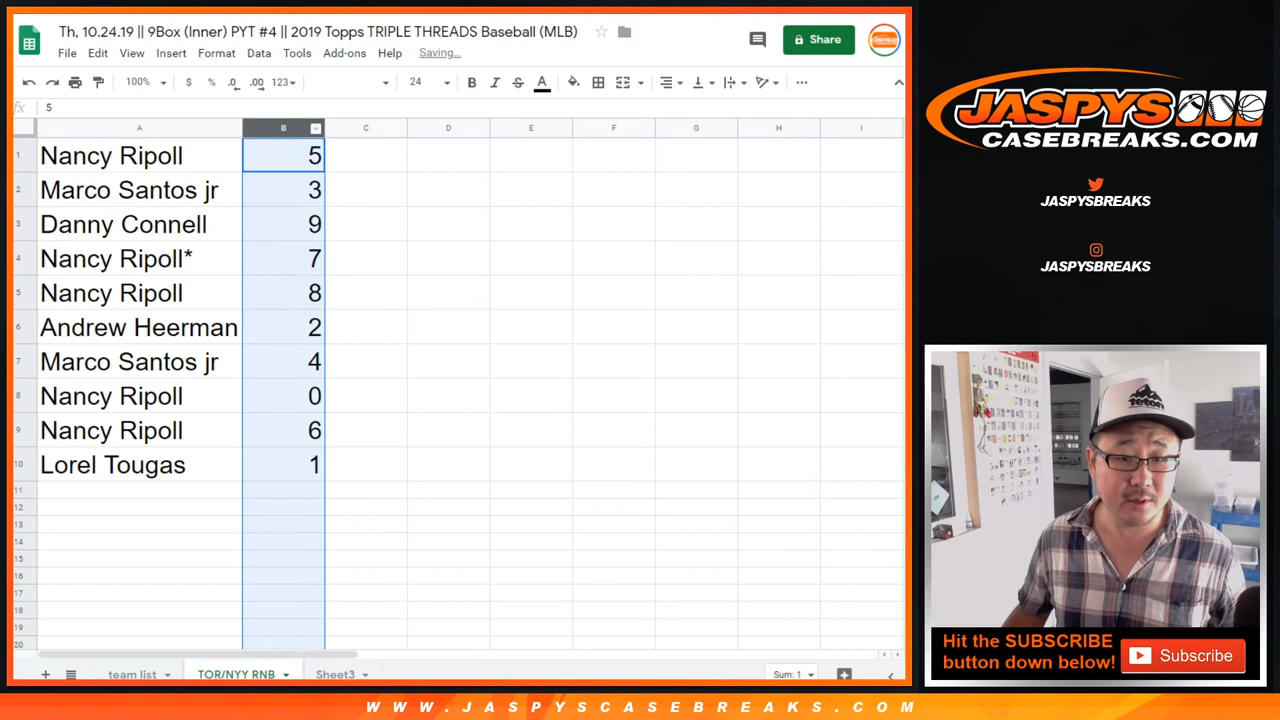 Th, 10.24.19 || 9Box (Inner) PYT #4 || 2019 Topps TRIPLE THREADS Baseball (MLB)
File Edit View Insert Format Data Tools Add-ons Help Saving...
Share
100% $ % .0 .00 123 24 B I S A
fx 5
A B C D E F G H I
1 Nancy Ripoll 5
2 Marco Santos jr 3
3 Danny Connell 9
4 Nancy Ripoll* 7
5 Nancy Ripoll 8
6 Andrew Heerman 2
7 Marco Santos jr 4
8 Nancy Ripoll 0
9 Nancy Ripoll 6
10 Lorel Tougas 1
11
12
13
14
15
16
17
18
19
20
team list TOR/NYY RNB Sheet3 Sum: 1
JASPYS
CASEBREAKS.COM
JASPYSBREAKS
JASPYSBREAKS
Teton
Hit the SUBSCRIBE
button down below!
Subscribe
WWW.JASPYSCASEBREAKS.COM